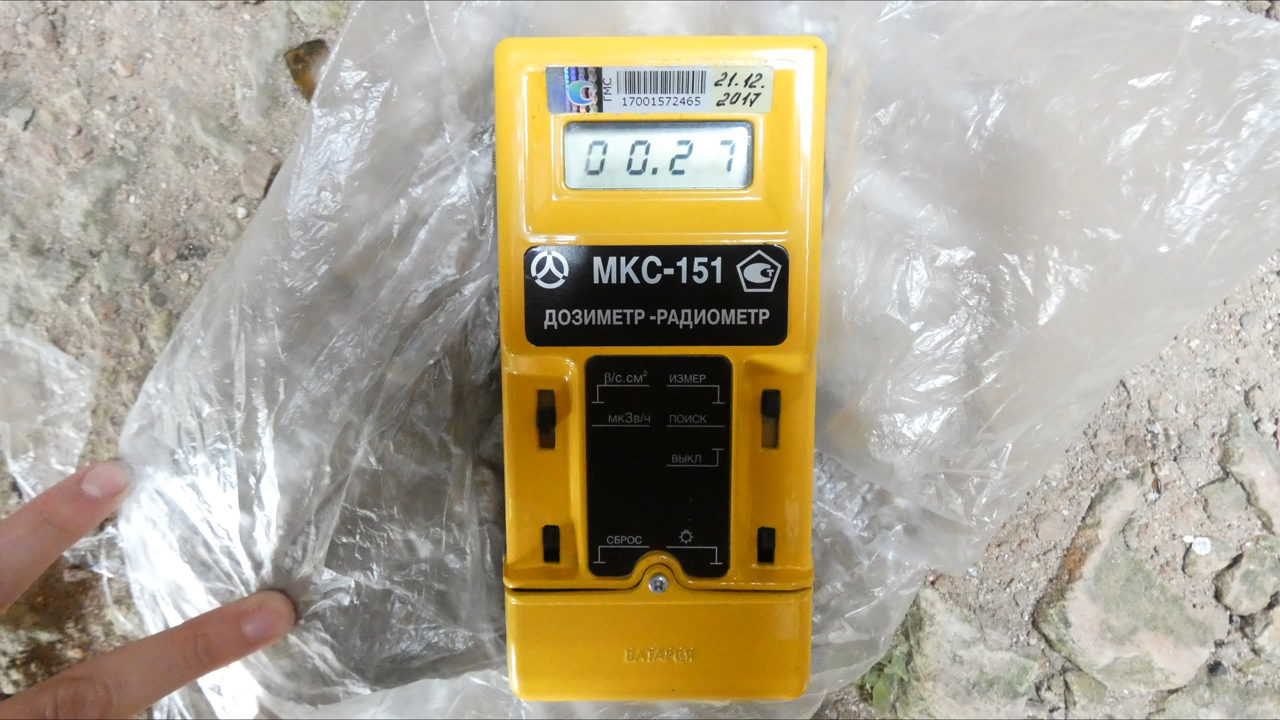 ГМС
17001572465
21.12.
2017
00.27
МКС-151
ДОЗИМЕТР-РАДИОМЕТР
β/с.см²
ИЗМЕР
мкЗв/ч
ПОИСК
ВЫКЛ
СБРОС
БАТАРЕЯ